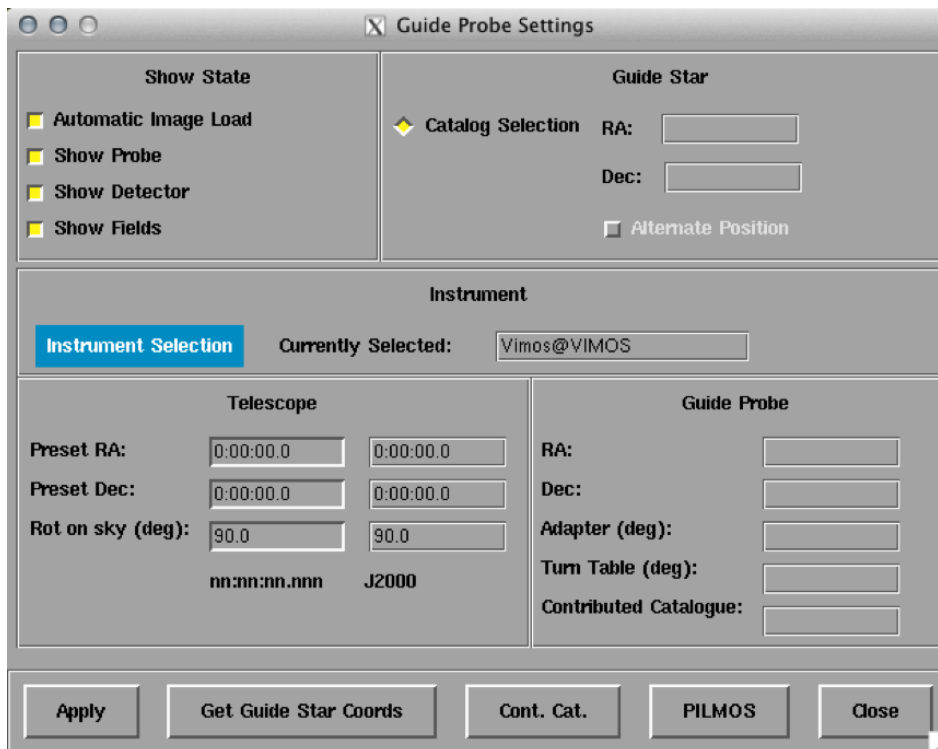 Guide Probe Settings
Show State
Automatic Image Load
Show Probe
Show Detector
Show Fields
Guide Star
Catalog Selection RA:
Dec:
Alternate Position
Instrument
Instrument Selection Currently Selected: Vimos@VIMOS
Telescope
Preset RA: 0:00:00.0 0:00:00.0
Preset Dec: 0:00:00.0 0:00:00.0
Rot on sky (deg): 90.0 90.0
nn:nn:nn.nnn J2000
Guide Probe
RA:
Dec:
Adapter (deg):
Turn Table (deg):
Contributed Catalogue:
Apply Get Guide Star Coords Cont. Cat. PILMOS Close